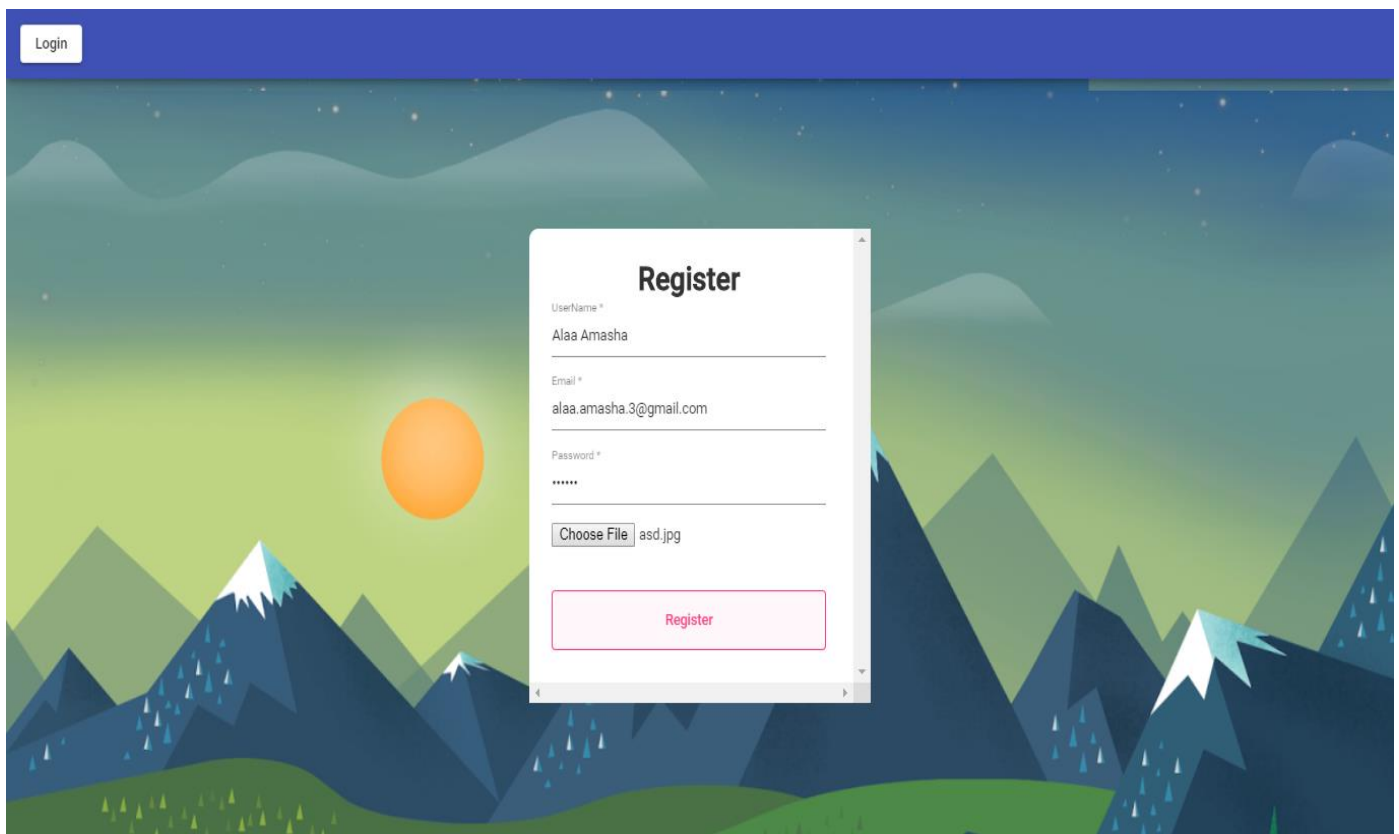 Login
Register
UserName *
Alaa Amasha
Email *
alaa.amasha.3@gmail.com
Password *
••••••
Choose File asd.jpg
Register